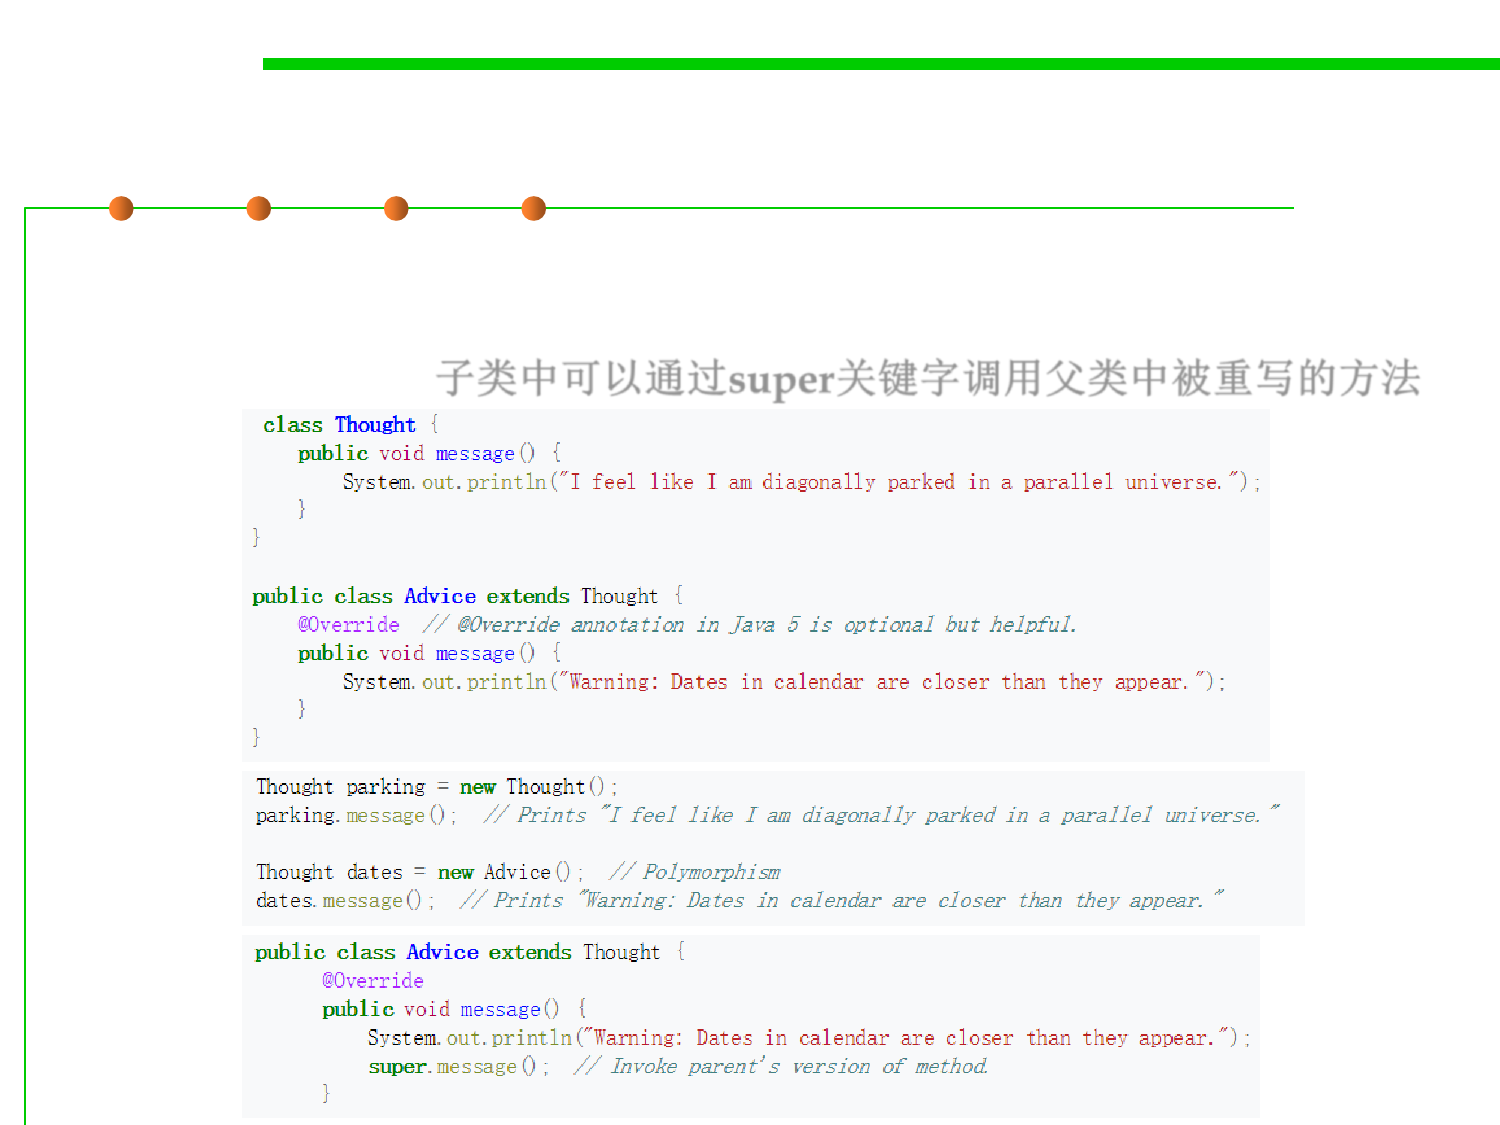 子类中可以通过super关键字调用父类中被重写的方法
class Thought {
public void message() {
System.out.println("I feel like I am diagonally parked in a parallel universe.");
}
}
public class Advice extends Thought {
@Override // @Override annotation in Java 5 is optional but helpful.
public void message() {
System.out.println("Warning: Dates in calendar are closer than they appear.");
}
}
Thought parking = new Thought();
parking.message(); // Prints "I feel like I am diagonally parked in a parallel universe."
Thought dates = new Advice(); // Polymorphism
dates.message(); // Prints "Warning: Dates in calendar are closer than they appear."
public class Advice extends Thought {
@Override
public void message() {
System.out.println("Warning: Dates in calendar are closer than they appear.");
super.message(); // Invoke parent's version of method.
}